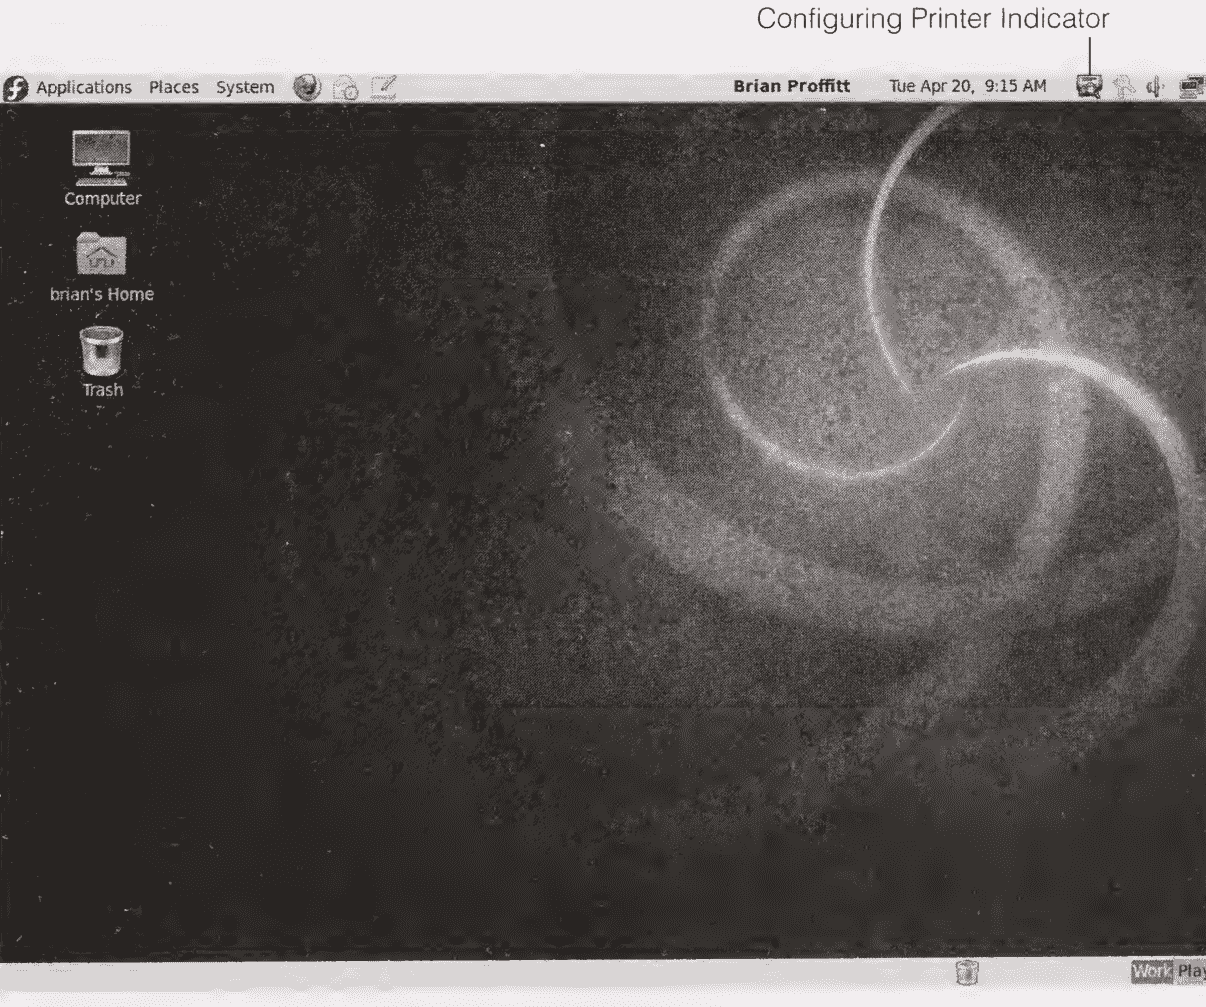 Configuring Printer Indicator
Applications Places System Brian Proffitt Tue Apr 20, 9:15 AM
Computer
brian's Home
Trash
Work Play